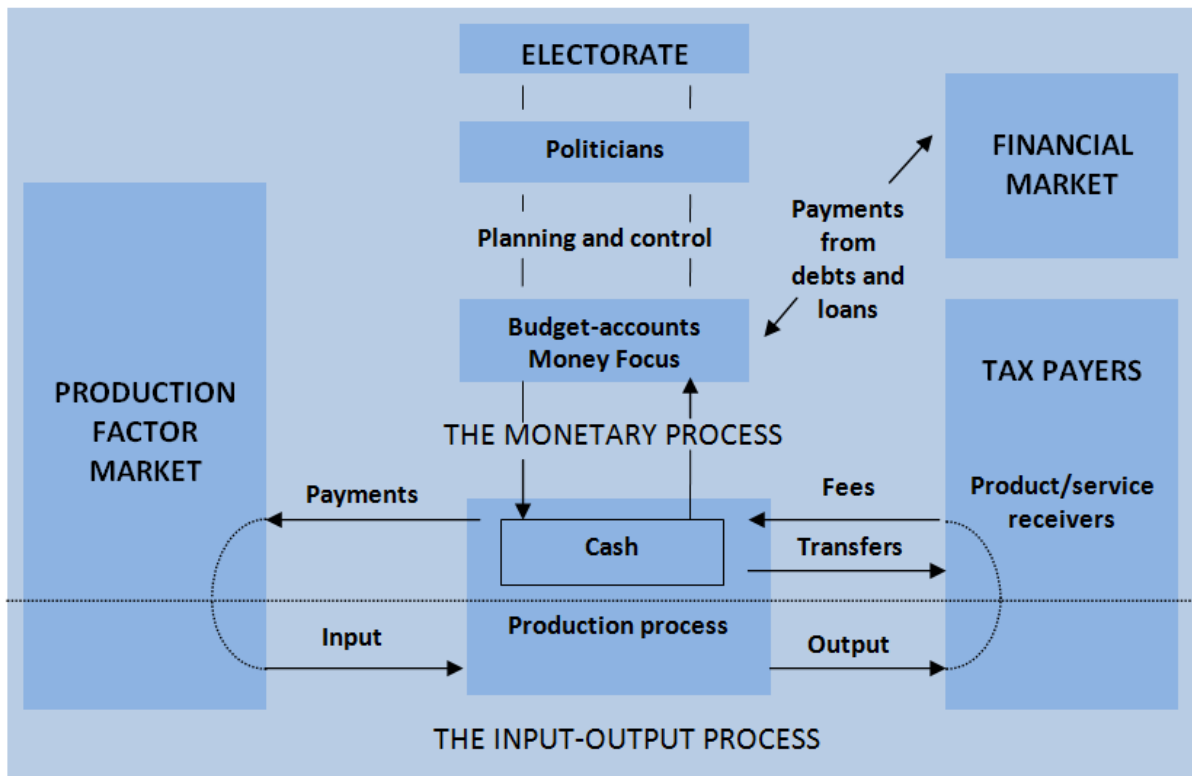 ELECTORATE
Politicians
Planning and control
Budget-accounts
Money Focus
FINANCIAL
MARKET
Payments
from
debts and
loans
PRODUCTION
FACTOR
MARKET
TAX PAYERS
Product/service
receivers
THE MONETARY PROCESS
Payments
Cash
Fees
Transfers
Input
Production process
Output
THE INPUT-OUTPUT PROCESS